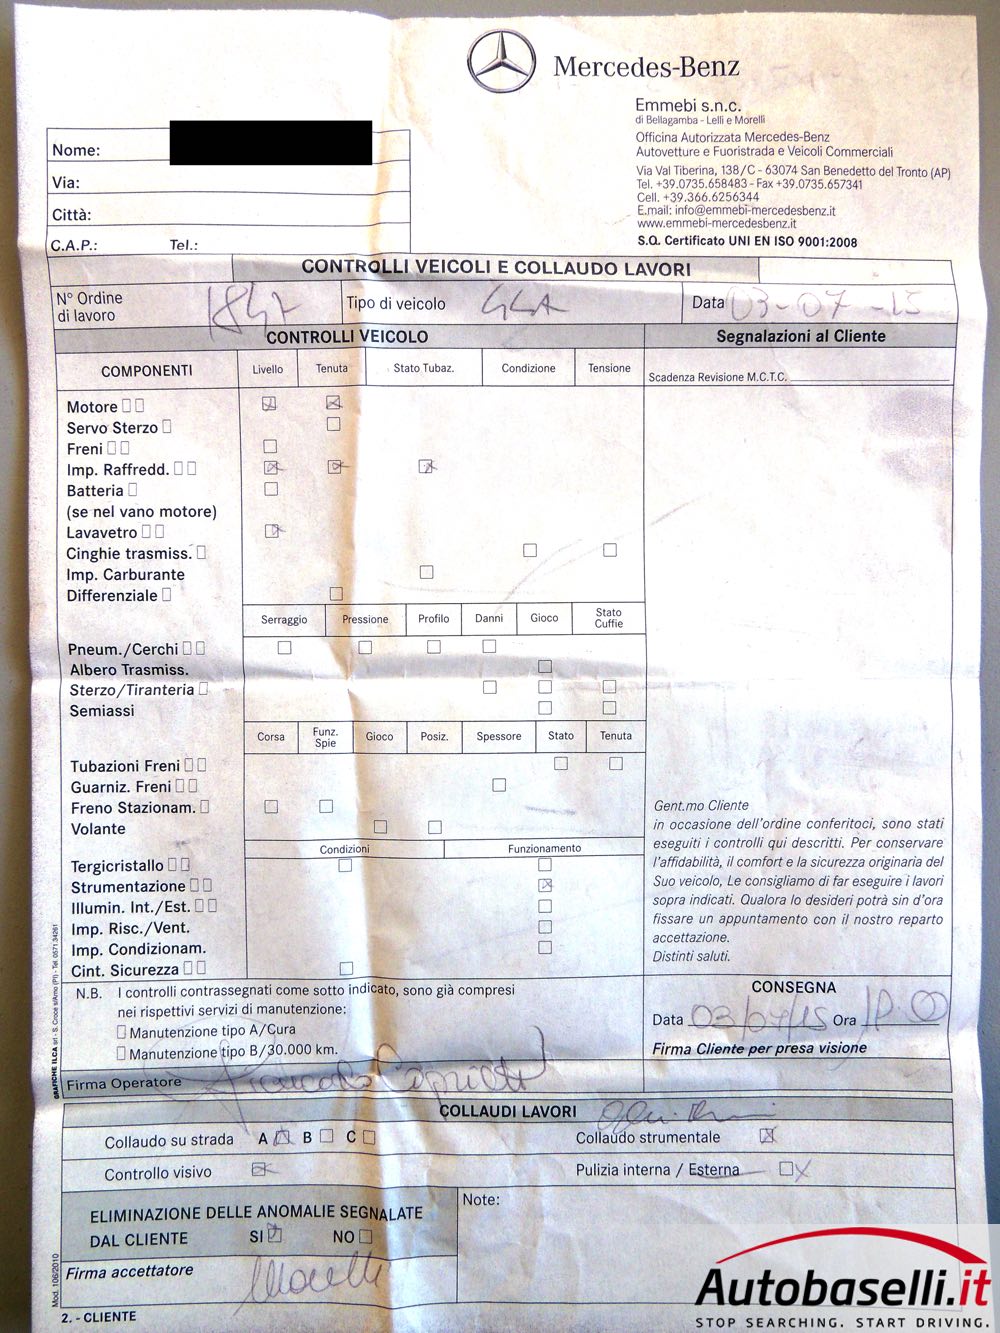 Mercedes-Benz
Emmebi s.n.c.
di Bellagamba - Lelli e Morelli
Officina Autorizzata Mercedes-Benz
Autovetture e Fuoristrada e Veicoli Commerciali
Via Val Tiberina, 138/C - 63074 San Benedetto del Tronto (AP)
Tel. +39.0735.658483 - Fax +39.0735.657341
Cell. +39.366.6256344
E.mail: info@emmebi-mercedesbenz.it
www.emmebi-mercedesbenz.it
S.Q. Certificato UNI EN ISO 9001:2008
Nome:
Via:
Città:
C.A.P.: Tel.:
CONTROLLI VEICOLI E COLLAUDO LAVORI
N° Ordine di lavoro 1847 Tipo di veicolo GLA Data 03-07-15
CONTROLLI VEICOLO
Segnalazioni al Cliente
COMPONENTI Livello Tenuta Stato Tubaz. Condizione Tensione
Scadenza Revisione M.C.T.C.
Motore
Servo Sterzo
Freni
Imp. Raffredd.
Batteria
(se nel vano motore)
Lavavetro
Cinghie trasmiss.
Imp. Carburante
Differenziale
Serraggio Pressione Profilo Danni Gioco Stato Cuffie
Pneum./Cerchi
Albero Trasmiss.
Sterzo/Tiranteria
Semiassi
Corsa Funz. Spie Gioco Posiz. Spessore Stato Tenuta
Tubazioni Freni
Guarniz. Freni
Freno Stazionam.
Volante
Condizioni Funzionamento
Tergicristallo
Strumentazione
Illumin. Int./Est.
Imp. Risc./Vent.
Imp. Condizionam.
Cint. Sicurezza
Gent.mo Cliente
in occasione dell'ordine conferitoci, sono stati
eseguiti i controlli qui descritti. Per conservare
l'affidabilità, il comfort e la sicurezza originaria del
Suo veicolo, Le consigliamo di far eseguire i lavori
sopra indicati. Qualora lo desideri potrà sin d'ora
fissare un appuntamento con il nostro reparto
accettazione.
Distinti saluti.
N.B. I controlli contrassegnati come sotto indicato, sono già compresi
nei rispettivi servizi di manutenzione:
Manutenzione tipo A/Cura
Manutenzione tipo B/30.000 km.
CONSEGNA
Data 03/07/15 Ora
Firma Cliente per presa visione
Firma Operatore
GRAFICHE ILCA srl - S. Croce s/Arno (PI) - Tel. 0571.34261
COLLAUDI LAVORI
Collaudo su strada A B C Collaudo strumentale
Controllo visivo Pulizia interna / Esterna
ELIMINAZIONE DELLE ANOMALIE SEGNALATE
DAL CLIENTE SI NO
Note:
Firma accettatore
Mod. 106/2010
2. - CLIENTE
Autobaselli.it
STOP SEARCHING. START DRIVING.